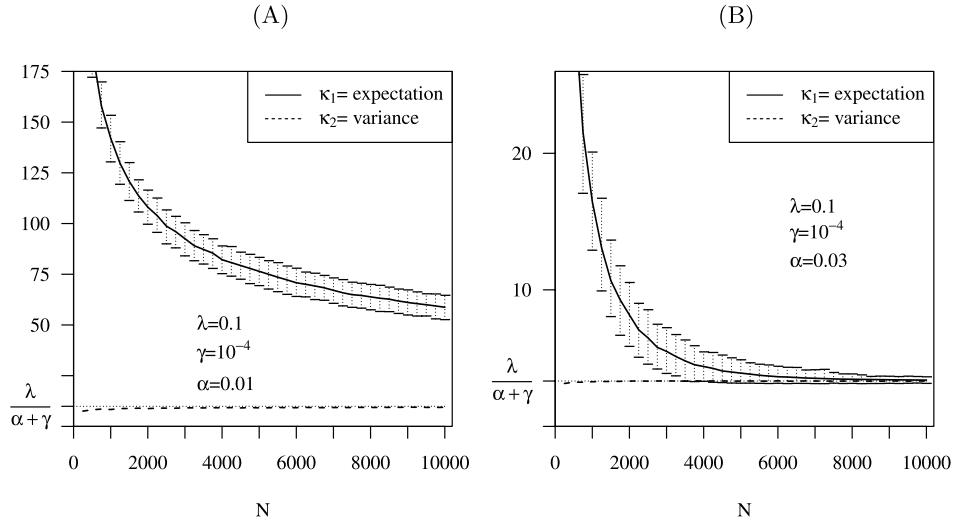 (A)
175
150
125
100
75
50
λ
α + γ
0
2000
4000
6000
8000
10000
N
κ₁= expectation
κ₂= variance
λ=0.1
γ=10⁻⁴
α=0.01
(B)
20
10
λ
α + γ
0
2000
4000
6000
8000
10000
N
κ₁= expectation
κ₂= variance
λ=0.1
γ=10⁻⁴
α=0.03